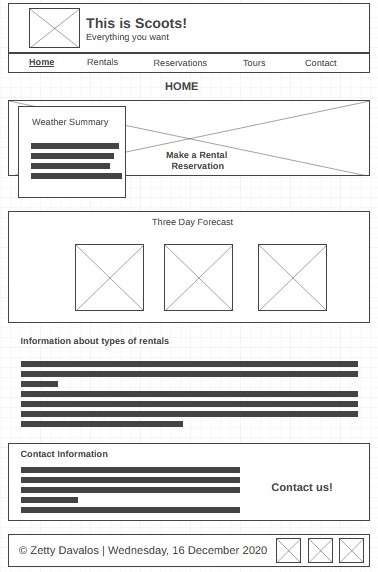 This is Scoots!
Everything you want
Home Rentals Reservations Tours Contact
HOME
Weather Summary
Make a Rental
Reservation
Three Day Forecast
Information about types of rentals
Contact Information
Contact us!
© Zetty Davalos | Wednesday, 16 December 2020